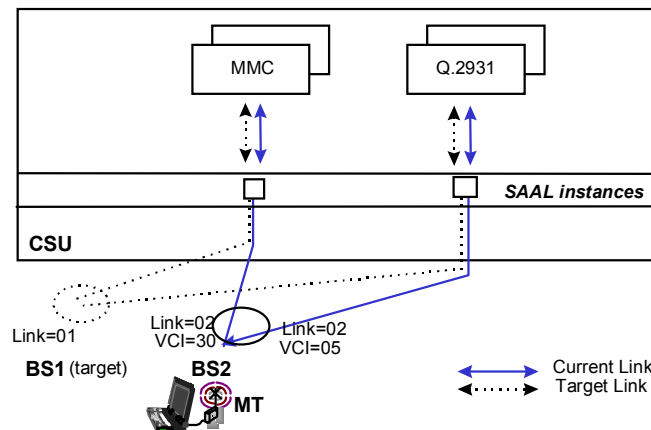 MMC
Q.2931
SAAL instances
CSU
Link=01
Link=02
VCI=30
Link=02
VCI=05
BS1 (target)
BS2
MT
Current Link
Target Link